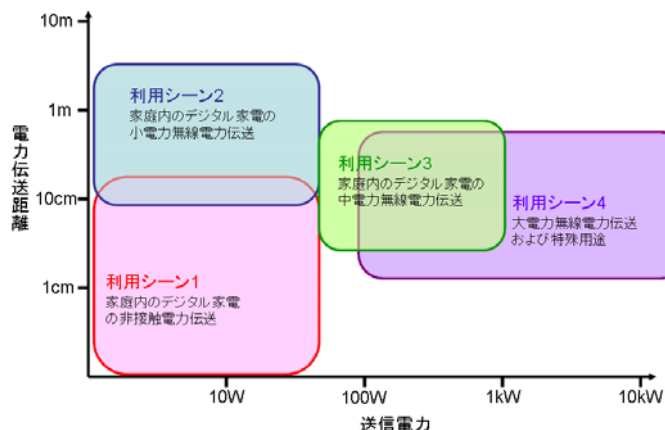 10m
1m
10cm
1cm
電力伝送距離
利用シーン2
家庭内のデジタル家電の
小電力無線電力伝送
利用シーン3
家庭内のデジタル家電の
中電力無線電力伝送
利用シーン4
大電力無線電力伝送
および特殊用途
利用シーン1
家庭内のデジタル家電
の非接触電力伝送
10W
100W
1kW
10kW
送信電力